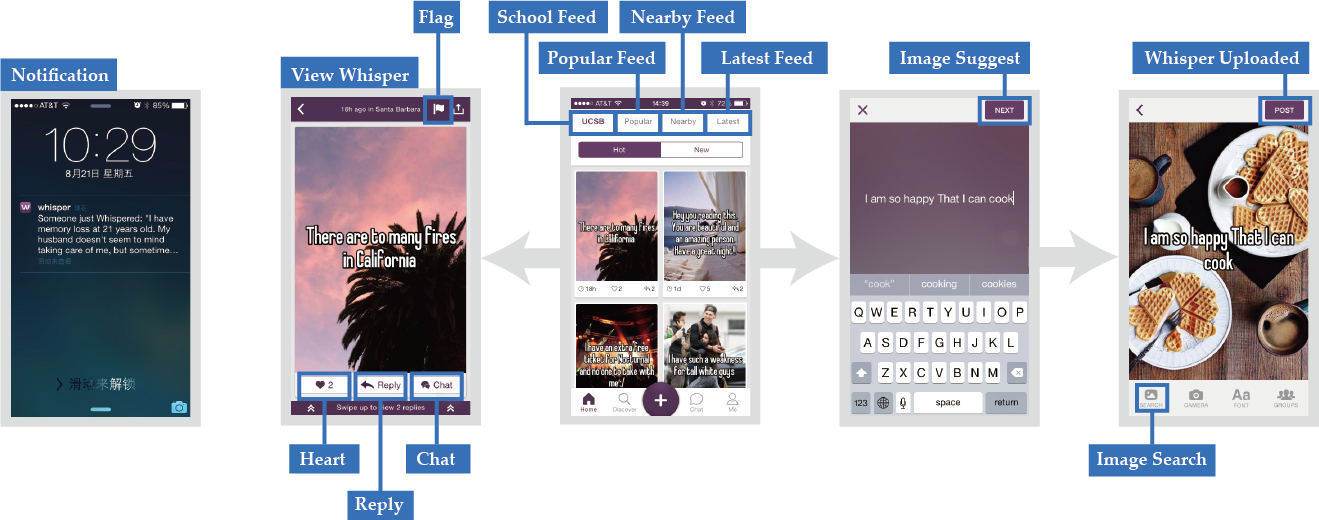 Flag
School Feed
Nearby Feed
Popular Feed
Latest Feed
Image Suggest
Whisper Uploaded
Notification
View Whisper
AT&T
85%
10:29
8月21日 星期五
whisper
Someone just Whispered: "I have
memory loss at 21 years old. My
husband doesn't seem to mind
taking care of me, but sometime...
滑动来解锁
18h ago in Santa Barbara
There are to many fires
in California
2
Reply
Chat
Swipe up to view 2 replies
Heart
Reply
Chat
AT&T
14:39
72%
UCSB
Popular
Nearby
Latest
Hot
New
There are to many fires
in California
18h
2
2
Hey you reading this.
You are beautiful and
an amazing person.
Have a great night!
1d
5
2
I have an extra free
ticket for Nocturnal
and no one to take with
me :/
I have such a weakness
for tall white guys
Home
Discover
+
Chat
Me
NEXT
I am so happy That I can cook
"cook"
cooking
cookies
Q W E R T Y U I O P
A S D F G H J K L
Z X C V B N M
123
space
return
POST
I am so happy That I can
cook
SEARCH
CAMERA
Aa
FONT
GROUPS
Image Search